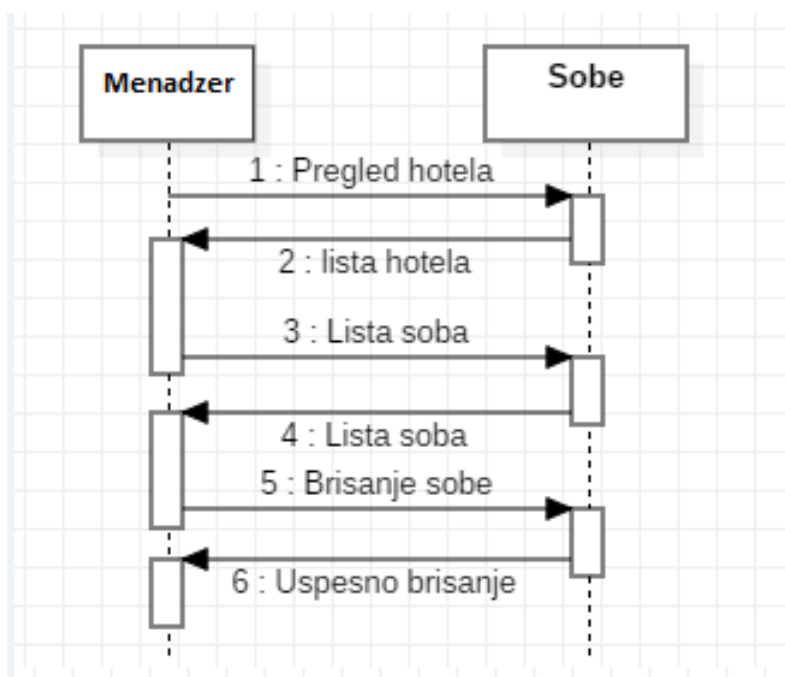 Menadzer
Sobe
1 : Pregled hotela
2 : lista hotela
3 : Lista soba
4 : Lista soba
5 : Brisanje sobe
6 : Uspesno brisanje